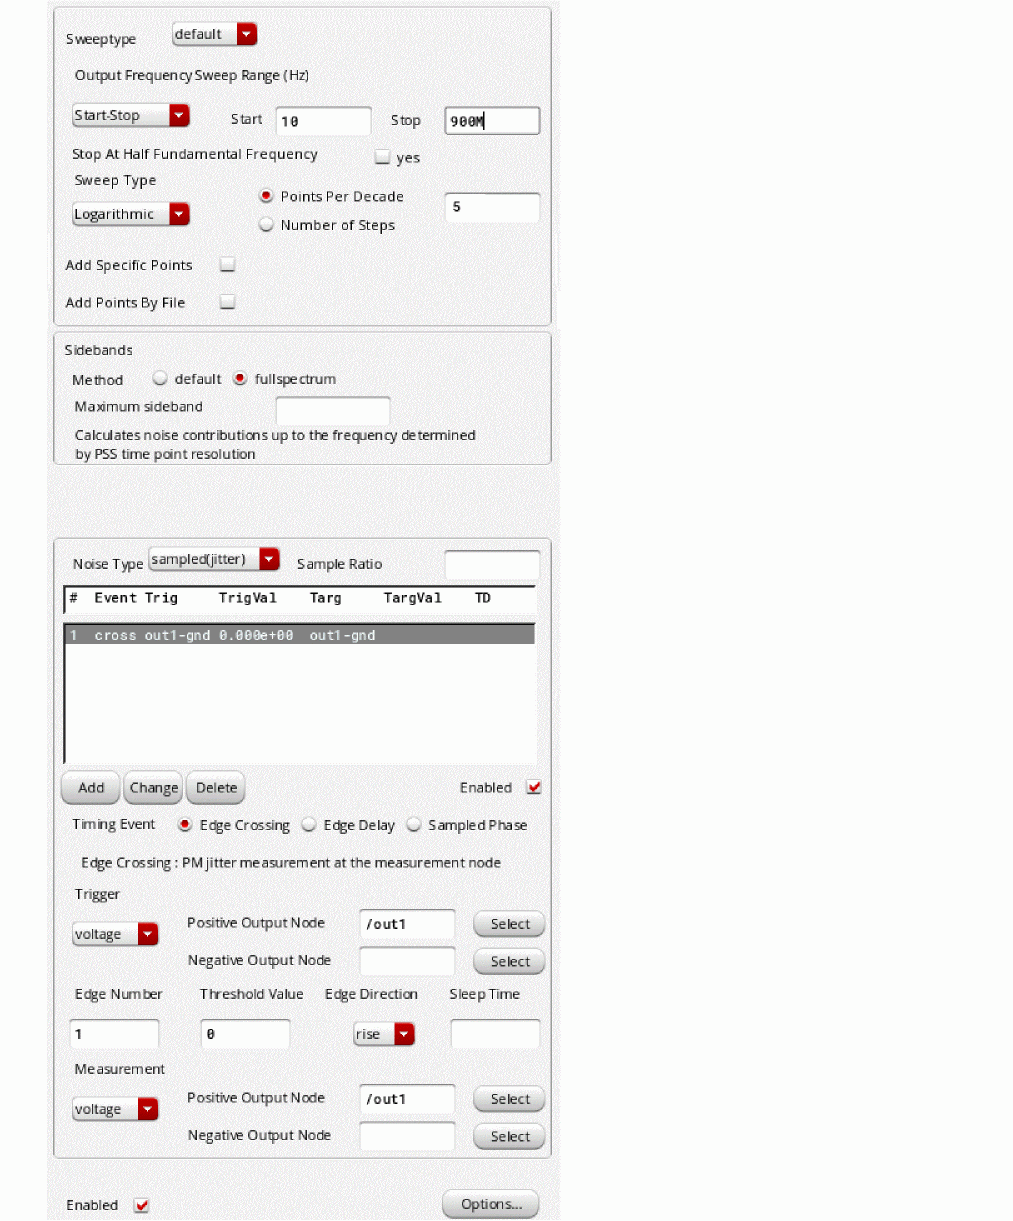 Sweeptype default
Output Frequency Sweep Range (Hz)
Start-Stop Start 10 Stop 900M
Stop At Half Fundamental Frequency yes
Sweep Type
Logarithmic Points Per Decade 5
Number of Steps
Add Specific Points
Add Points By File
Sidebands
Method default fullspectrum
Maximum sideband
Calculates noise contributions up to the frequency determined
by PSS time point resolution
Noise Type sampled(jitter) Sample Ratio
# Event Trig TrigVal Targ TargVal TD
1 cross out1-gnd 0.000e+00 out1-gnd
Add Change Delete Enabled
Timing Event Edge Crossing Edge Delay Sampled Phase
Edge Crossing : PM jitter measurement at the measurement node
Trigger
voltage Positive Output Node /out1 Select
Negative Output Node Select
Edge Number Threshold Value Edge Direction Sleep Time
1 0 rise
Measurement
voltage Positive Output Node /out1 Select
Negative Output Node Select
Enabled Options...